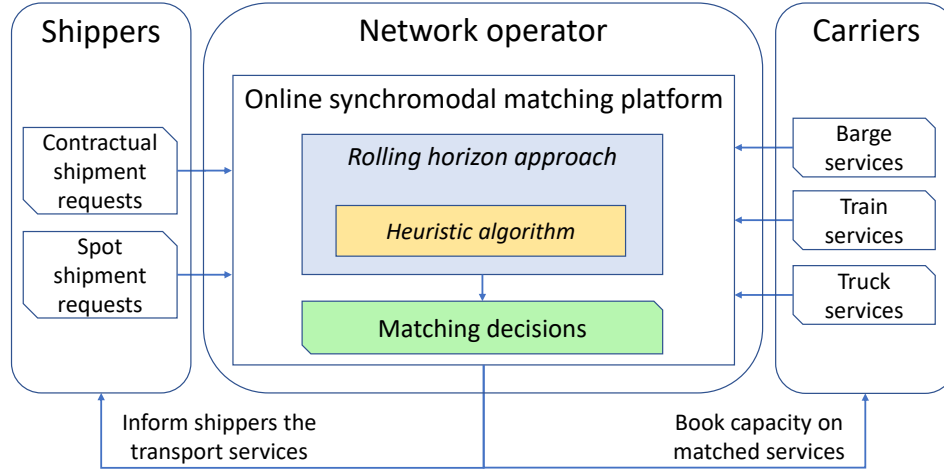 Shippers
Contractual
shipment
requests
Spot
shipment
requests
Network operator
Online synchromodal matching platform
Rolling horizon approach
Heuristic algorithm
Matching decisions
Carriers
Barge
services
Train
services
Truck
services
Inform shippers the
transport services
Book capacity on
matched services